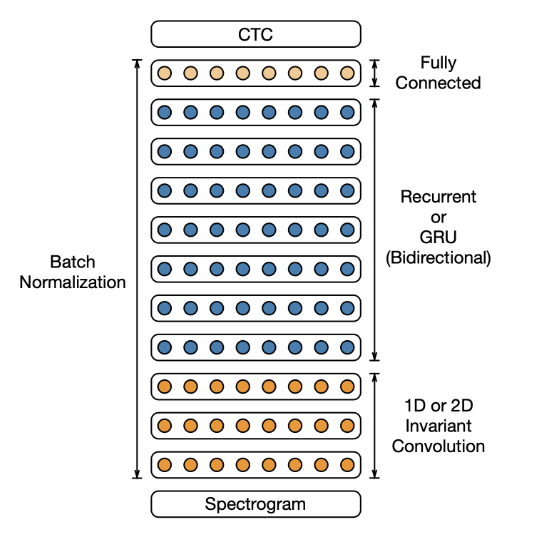 CTC
Fully
Connected
Recurrent
or
GRU
(Bidirectional)
Batch
Normalization
1D or 2D
Invariant
Convolution
Spectrogram